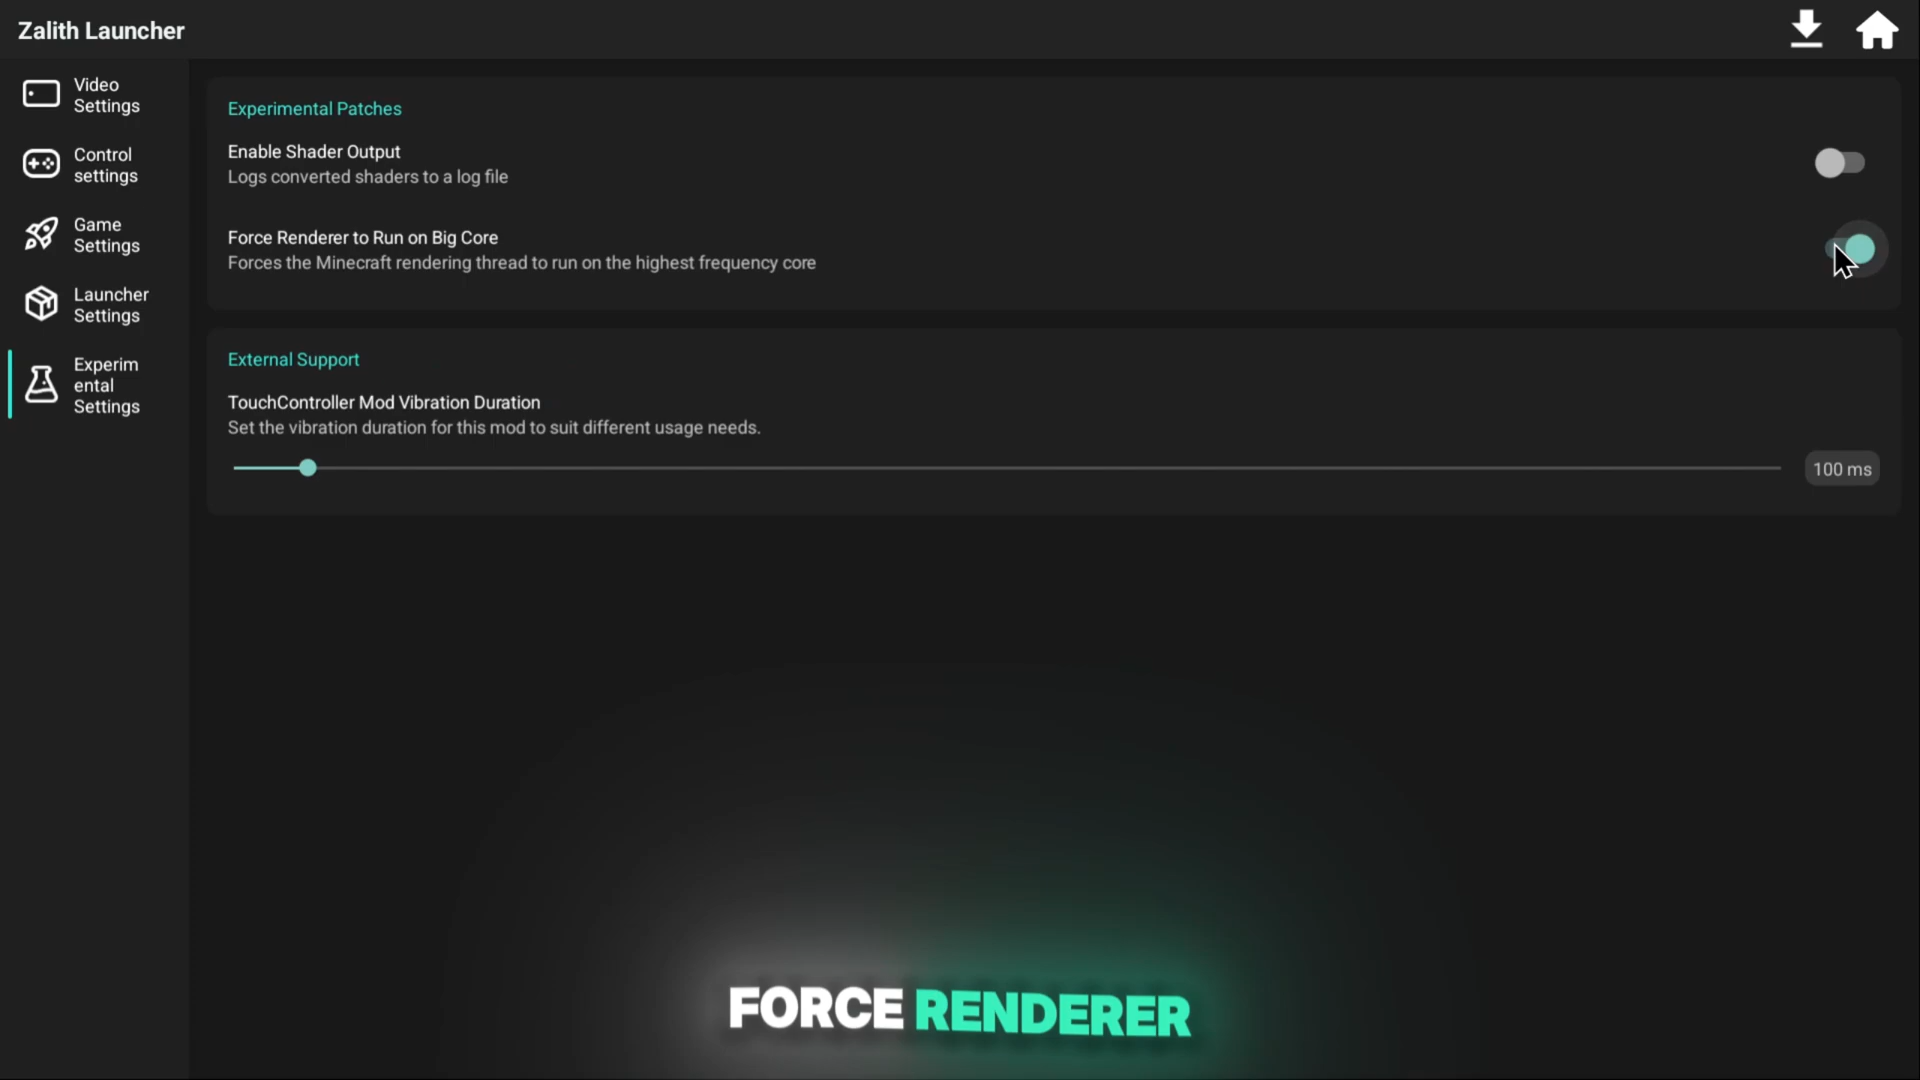 Zalith Launcher
Video
Settings
Control
settings
Game
Settings
Launcher
Settings
Experim
ental
Settings
Experimental Patches
Enable Shader Output
Logs converted shaders to a log file
Force Renderer to Run on Big Core
Forces the Minecraft rendering thread to run on the highest frequency core
External Support
TouchController Mod Vibration Duration
Set the vibration duration for this mod to suit different usage needs.
100 ms
FORCE RENDERER